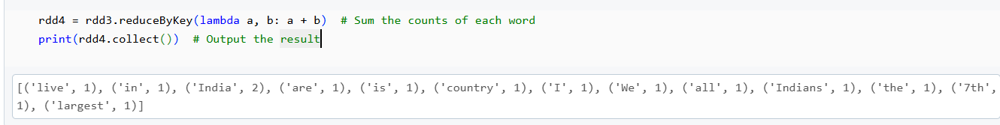 rdd4 = rdd3.reduceByKey(lambda a, b: a + b)  # Sum the counts of each word
print(rdd4.collect())  # Output the result
[('live', 1), ('in', 1), ('India', 2), ('are', 1), ('is', 1), ('country', 1), ('I', 1), ('We', 1), ('all', 1), ('Indians', 1), ('the', 1), ('7th',
1), ('largest', 1)]